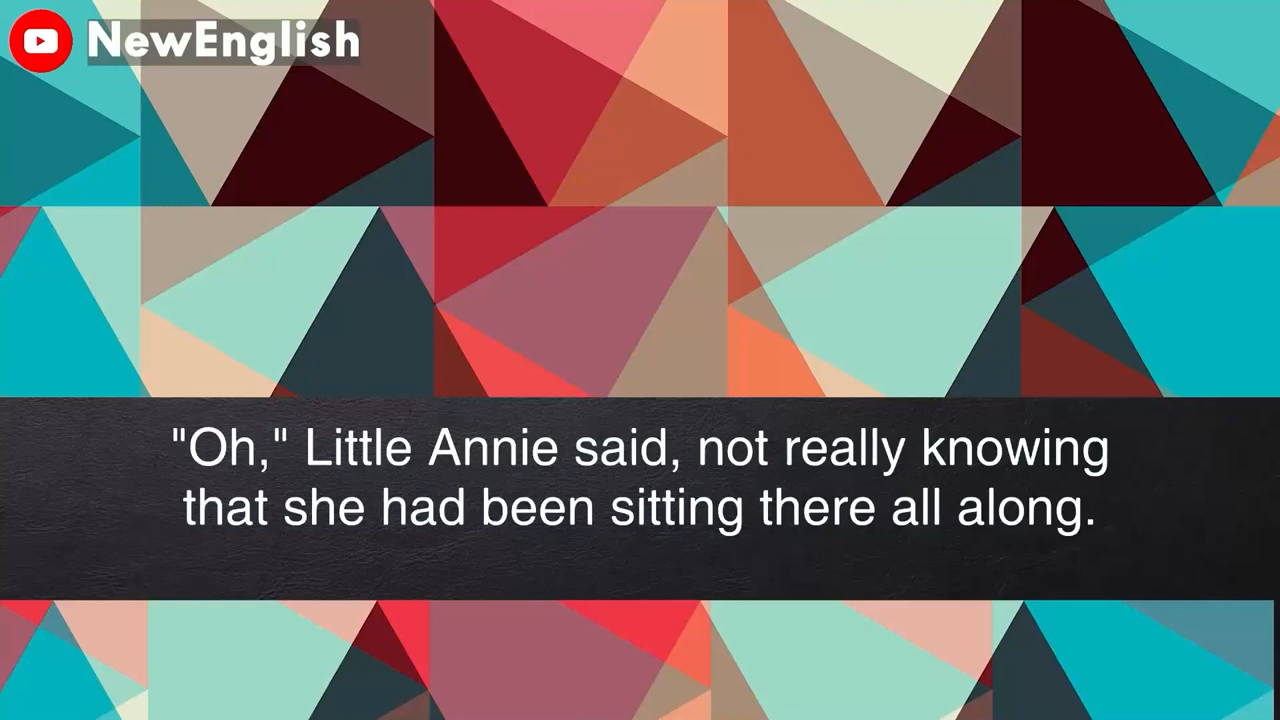 NewEnglish
"Oh," Little Annie said, not really knowing
that she had been sitting there all along.